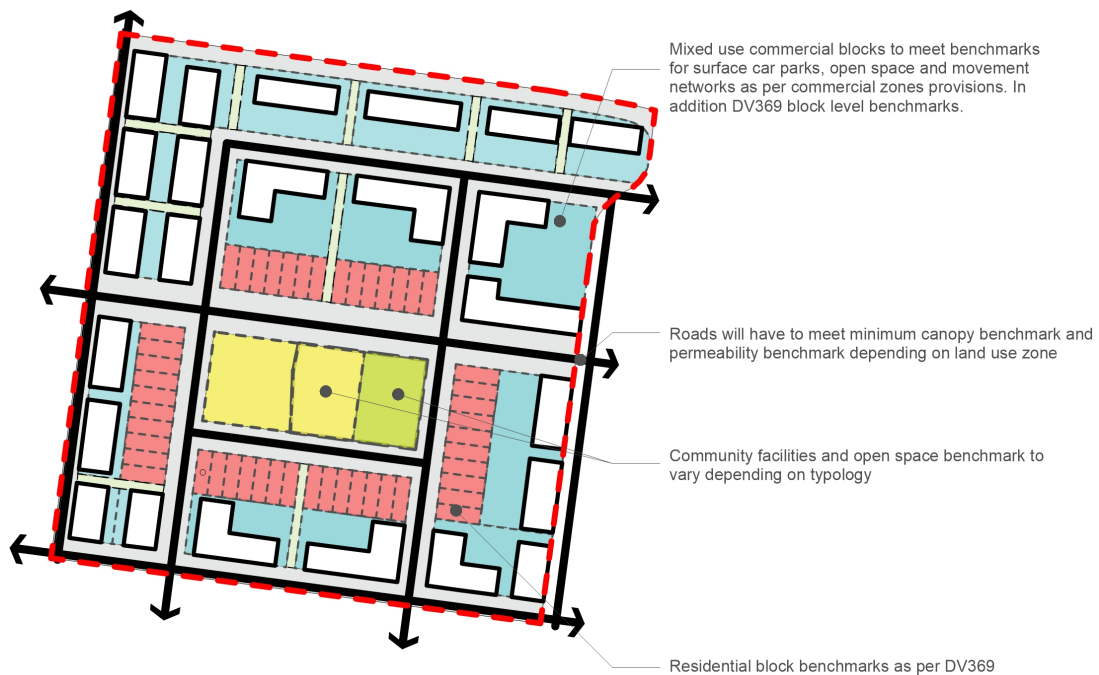 Mixed use commercial blocks to meet benchmarks
for surface car parks, open space and movement
networks as per commercial zones provisions. In
addition DV369 block level benchmarks.
Roads will have to meet minimum canopy benchmark and
permeability benchmark depending on land use zone
Community facilities and open space benchmark to
vary depending on typology
Residential block benchmarks as per DV369